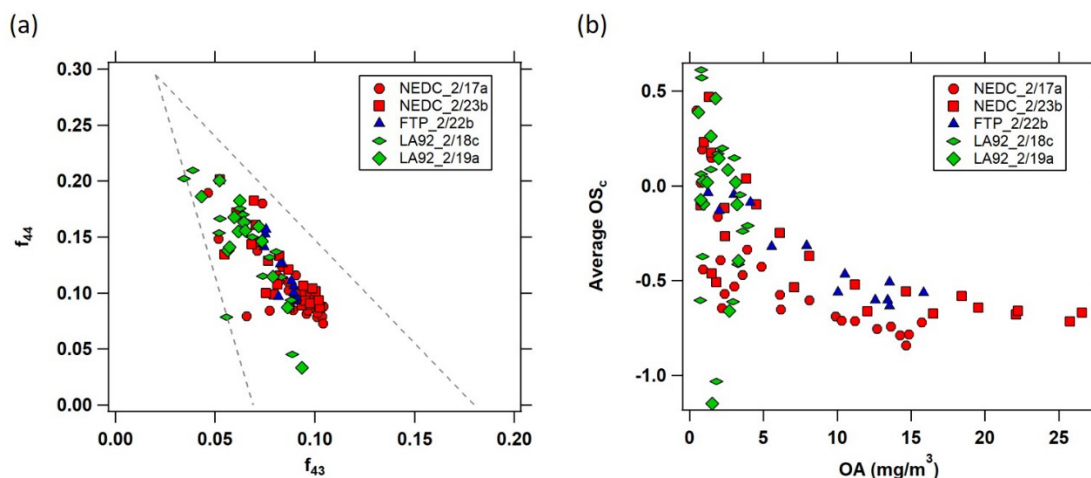 (a)
f44
0.30
0.25
0.20
0.15
0.10
0.05
0.00
NEDC_2/17a
NEDC_2/23b
FTP_2/22b
LA92_2/18c
LA92_2/19a
0.00 0.05 0.10 0.15 0.20
f43
(b)
Average OSc
0.5
0.0
-0.5
-1.0
NEDC_2/17a
NEDC_2/23b
FTP_2/22b
LA92_2/18c
LA92_2/19a
0 5 10 15 20 25
OA (mg/m³)